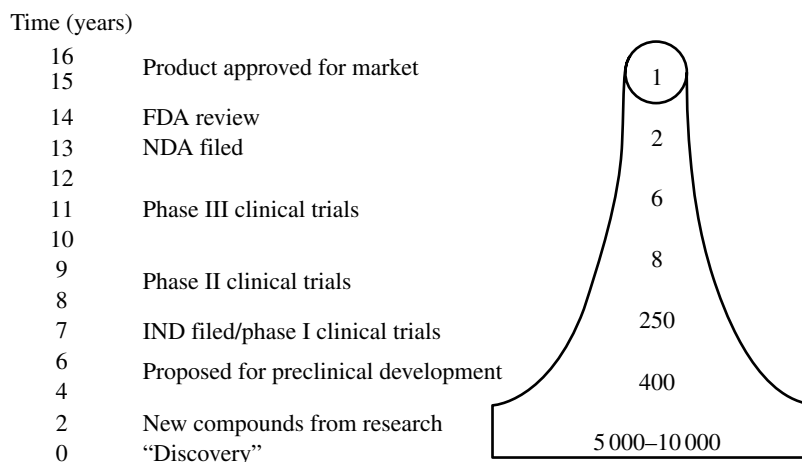 Time (years)
16
15
Product approved for market
1
14 FDA review
13 NDA filed
2
12
11 Phase III clinical trials
6
10
9
8
Phase II clinical trials
8
7 IND filed/phase I clinical trials
250
6
4
Proposed for preclinical development
400
2 New compounds from research
0 “Discovery”
5 000–10 000